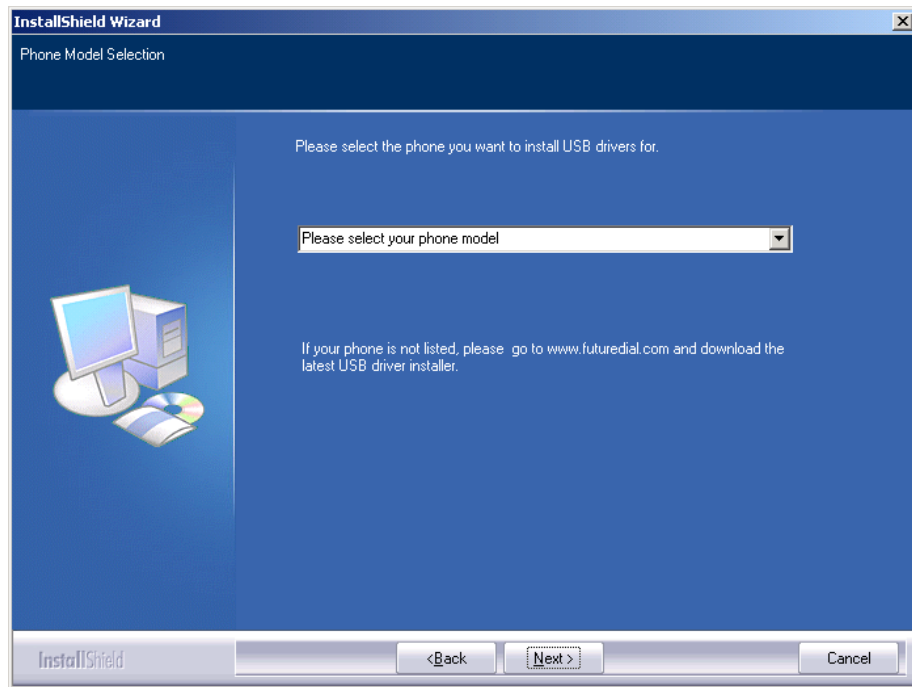 InstallShield Wizard
Phone Model Selection
Please select the phone you want to install USB drivers for.
Please select your phone model
If your phone is not listed, please  go to www.futuredial.com and download the
latest USB driver installer.
InstallShield
<Back
Next >
Cancel